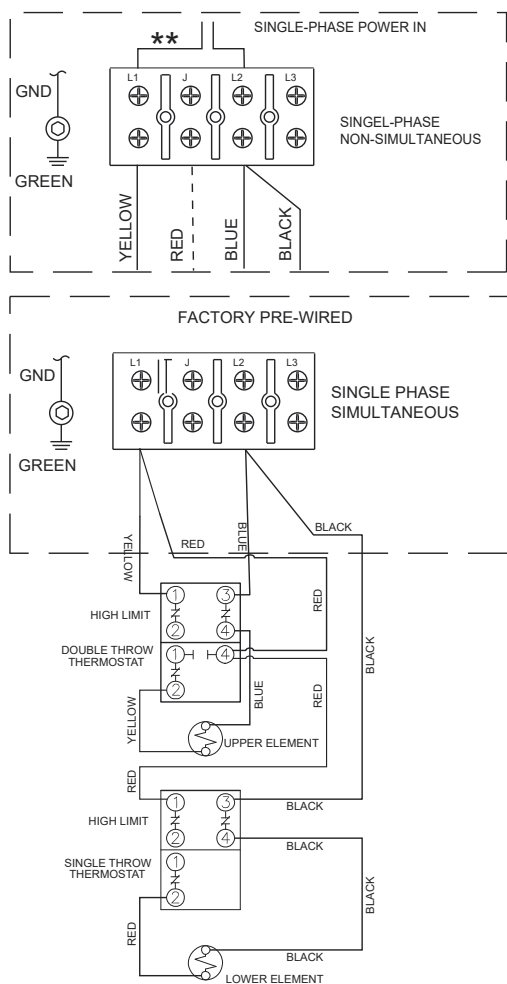 **
SINGLE-PHASE POWER IN
L1 J L2 L3
GND
SINGEL-PHASE
NON-SIMULTANEOUS
GREEN
YELLOW
RED
BLUE
BLACK
FACTORY PRE-WIRED
L1 J L2 L3
GND
SINGLE PHASE
SIMULTANEOUS
GREEN
YELLOW
RED
BLUE
BLACK
1 3
HIGH LIMIT
RED
2 4
BLACK
DOUBLE THROW
THERMOSTAT
1 4
2
YELLOW
BLUE
RED
UPPER ELEMENT
RED
1 3
BLACK
HIGH LIMIT
2 4
BLACK
SINGLE THROW
THERMOSTAT
1
2
BLACK
RED
BLACK
LOWER ELEMENT